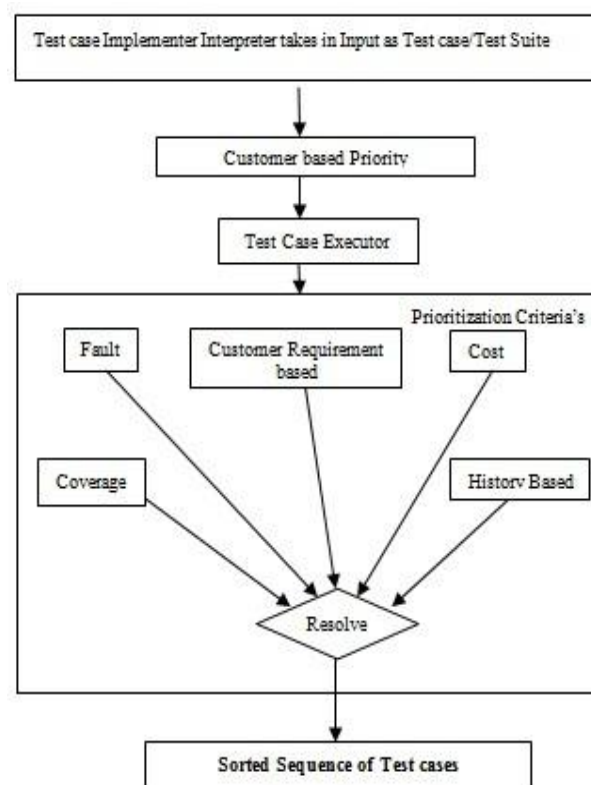 Test case Implementer Interpreter takes in Input as Test case/Test Suite
Customer based Priority
Test Case Executor
Prioritization Criteria's
Fault
Customer Requirement
based
Cost
Coverage
History Based
Resolve
Sorted Sequence of Test cases